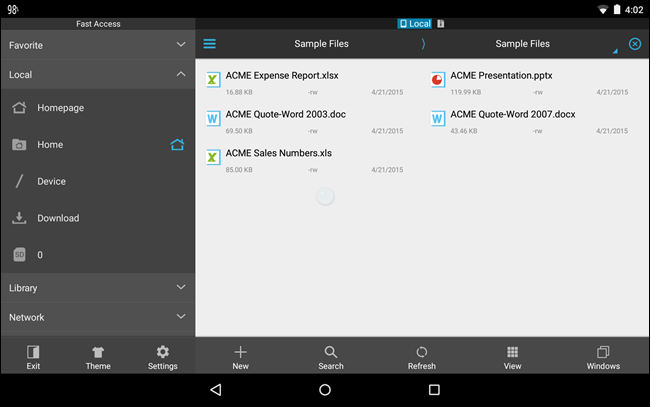 98
4:02
Fast Access
Local
Favorite
Sample Files
Sample Files
Local
Homepage
Home
Device
Download
SD
0
Library
Network
ACME Expense Report.xlsx
16.88 KB -rw 4/21/2015
ACME Presentation.pptx
119.99 KB -rw 4/21/2015
ACME Quote-Word 2003.doc
69.50 KB -rw 4/21/2015
ACME Quote-Word 2007.docx
43.46 KB -rw 4/21/2015
ACME Sales Numbers.xls
85.00 KB -rw 4/21/2015
Exit
Theme
Settings
New
Search
Refresh
View
Windows